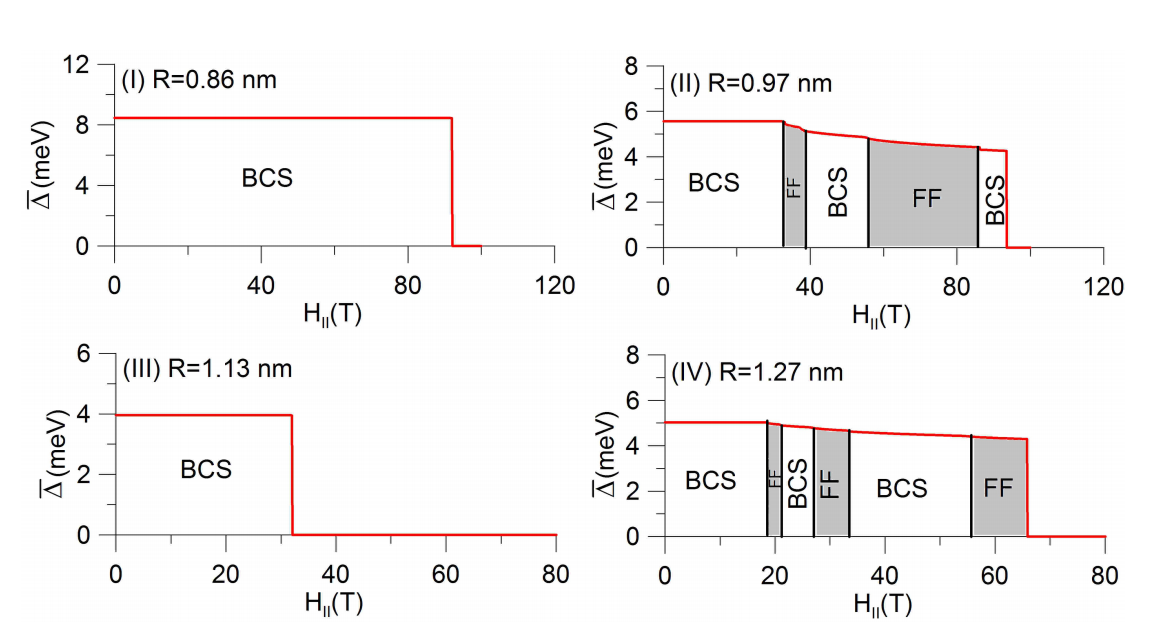 (I) R=0.86 nm
12
8
4
0
Δ̅(meV)
BCS
0 40 80 120
H||(T)
(II) R=0.97 nm
8
6
4
2
0
Δ̅(meV)
BCS FF BCS FF BCS
0 40 80 120
H||(T)
(III) R=1.13 nm
6
4
2
0
Δ̅(meV)
BCS
0 20 40 60 80
H||(T)
(IV) R=1.27 nm
8
6
4
2
0
Δ̅(meV)
BCS FF BCS FF BCS FF
0 20 40 60 80
H||(T)